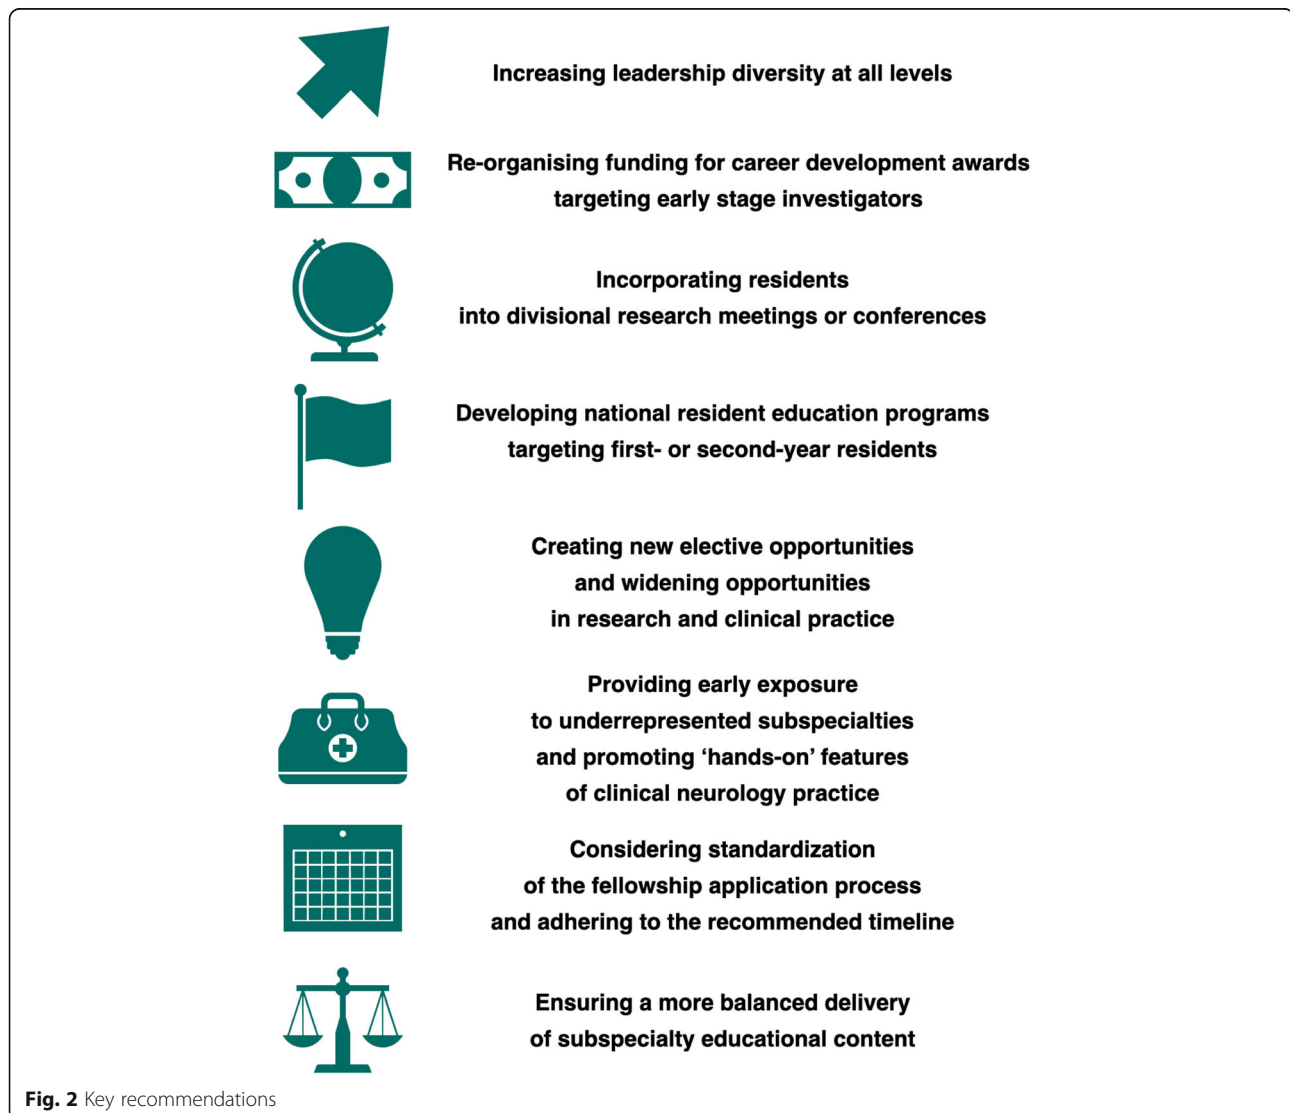 Increasing leadership diversity at all levels
Re-organising funding for career development awards
targeting early stage investigators
Incorporating residents
into divisional research meetings or conferences
Developing national resident education programs
targeting first- or second-year residents
Creating new elective opportunities
and widening opportunities
in research and clinical practice
Providing early exposure
to underrepresented subspecialties
and promoting ‘hands-on’ features
of clinical neurology practice
Considering standardization
of the fellowship application process
and adhering to the recommended timeline
Ensuring a more balanced delivery
of subspecialty educational content
Fig. 2 Key recommendations